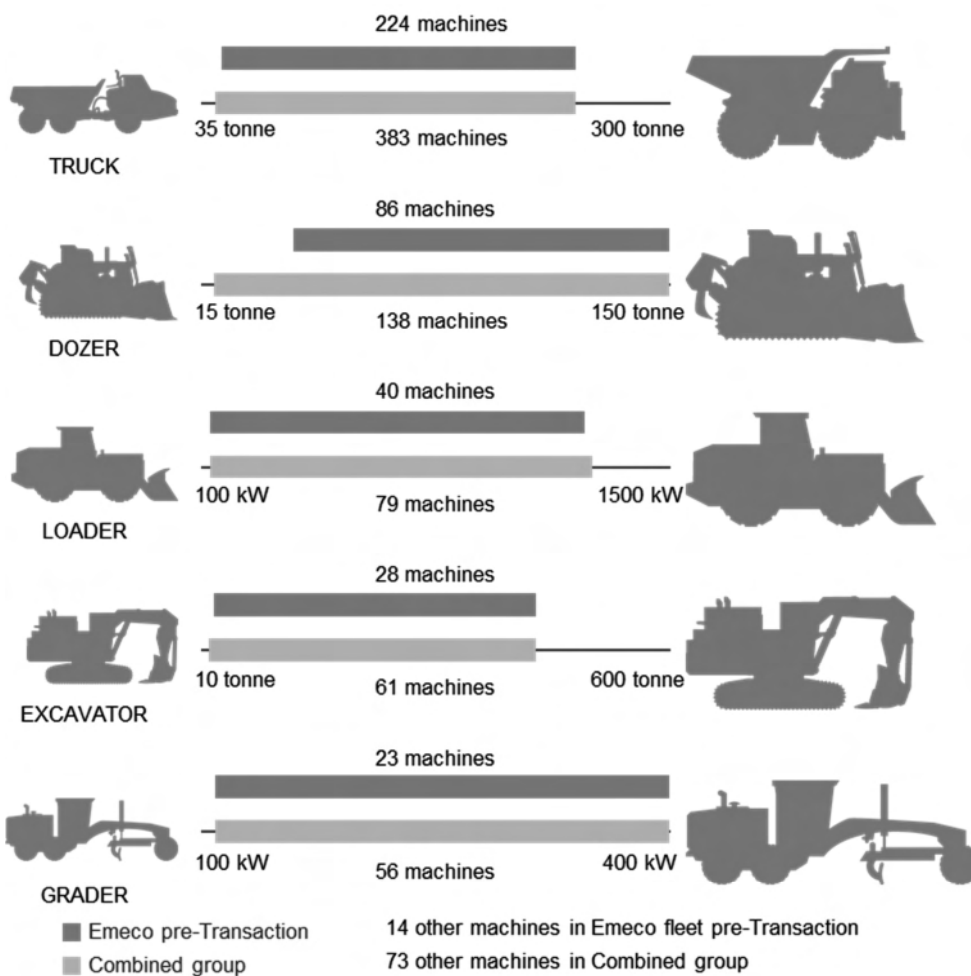 224 machines
35 tonne
383 machines
300 tonne
TRUCK
86 machines
15 tonne
138 machines
150 tonne
DOZER
40 machines
100 kW
79 machines
1500 kW
LOADER
28 machines
10 tonne
61 machines
600 tonne
EXCAVATOR
23 machines
100 kW
56 machines
400 kW
GRADER
Emeco pre-Transaction
14 other machines in Emeco fleet pre-Transaction
Combined group
73 other machines in Combined group